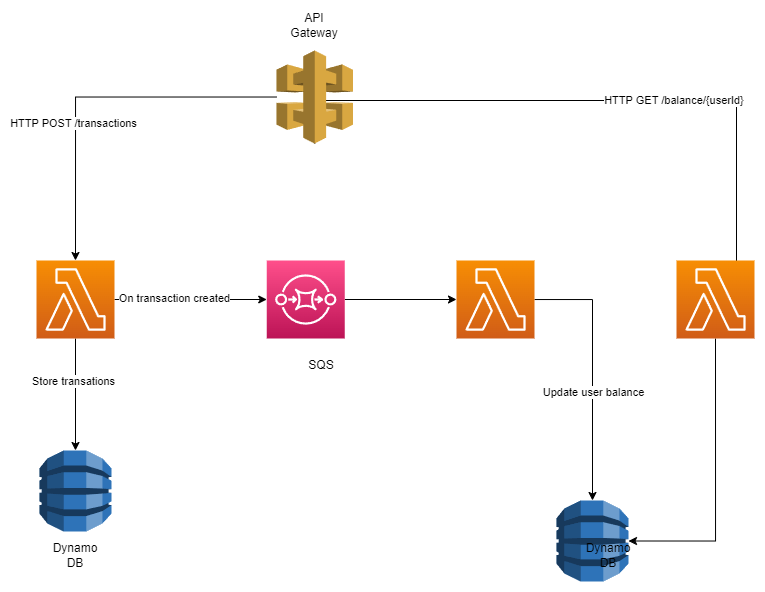 API
Gateway
HTTP GET /balance/{userId}
HTTP POST /transactions
On transaction created
SQS
Store transations
Update user balance
Dynamo
DB
Dynamo
DB